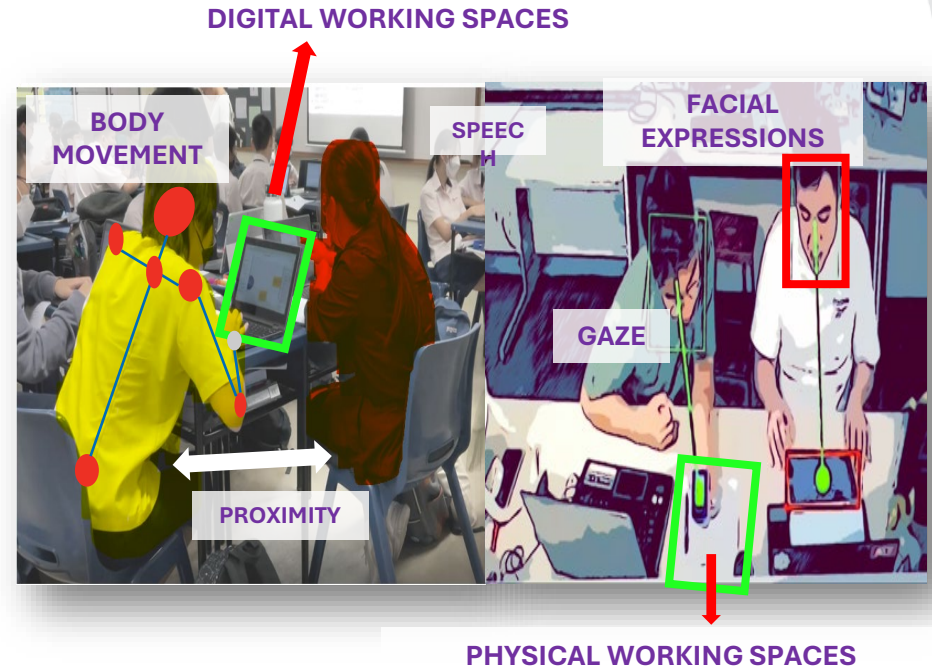 DIGITAL WORKING SPACES
BODY
MOVEMENT
SPEEC
H
FACIAL
EXPRESSIONS
GAZE
PROXIMITY
PHYSICAL WORKING SPACES